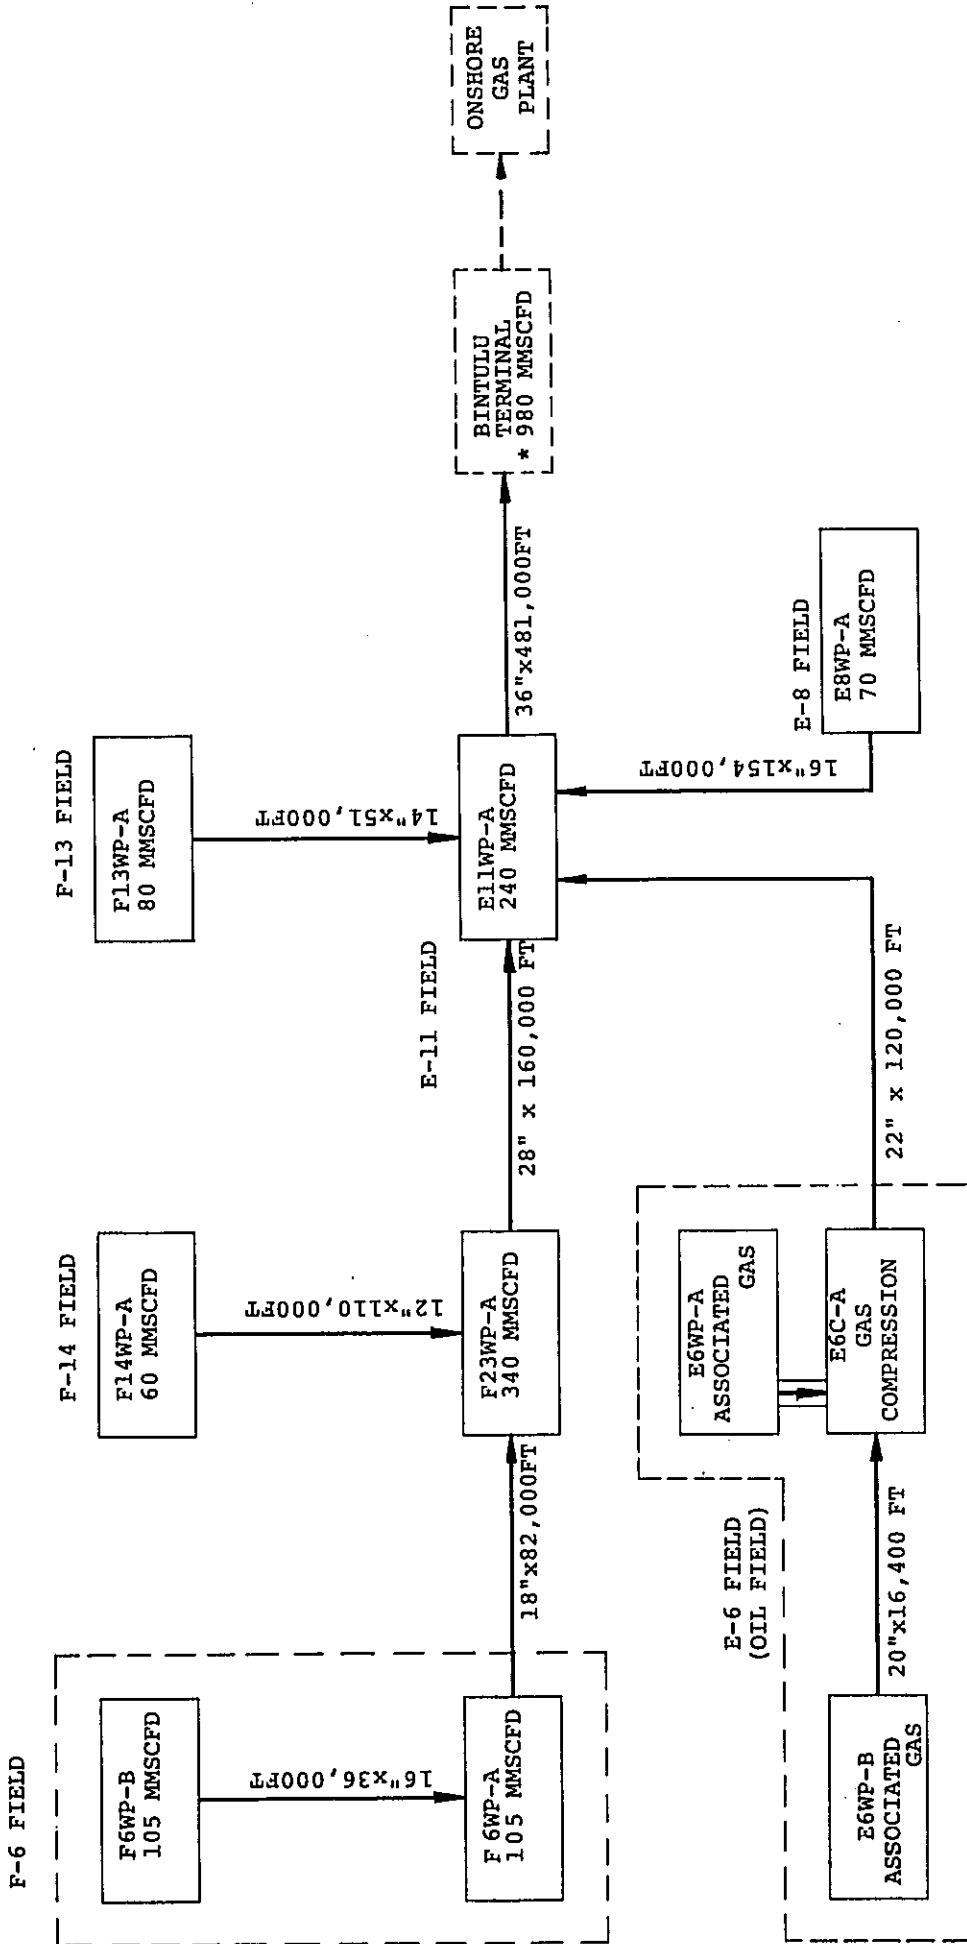 F-6 FIELD
F6WP-B
105 MMSCFD
16"x36,000FT
F6WP-A
105 MMSCFD
18"x82,000FT
F-14 FIELD
F14WP-A
60 MMSCFD
12"x110,000FT
F23WP-A
340 MMSCFD
28" x 160,000 FT
F-13 FIELD
F13WP-A
80 MMSCFD
14"x51,000FT
E-11 FIELD
E11WP-A
240 MMSCFD
36"x481,000FT
BINTULU
TERMINAL
* 980 MMSCFD
ONSHORE
GAS
PLANT
E-8 FIELD
E8WP-A
70 MMSCFD
16"x154,000FT
E-6 FIELD
(OIL FIELD)
E6WP-A
ASSOCIATED
GAS
E6C-A
GAS
COMPRESSION
22" x 120,000 FT
E6WP-B
ASSOCIATED
GAS
20"x16,400 FT